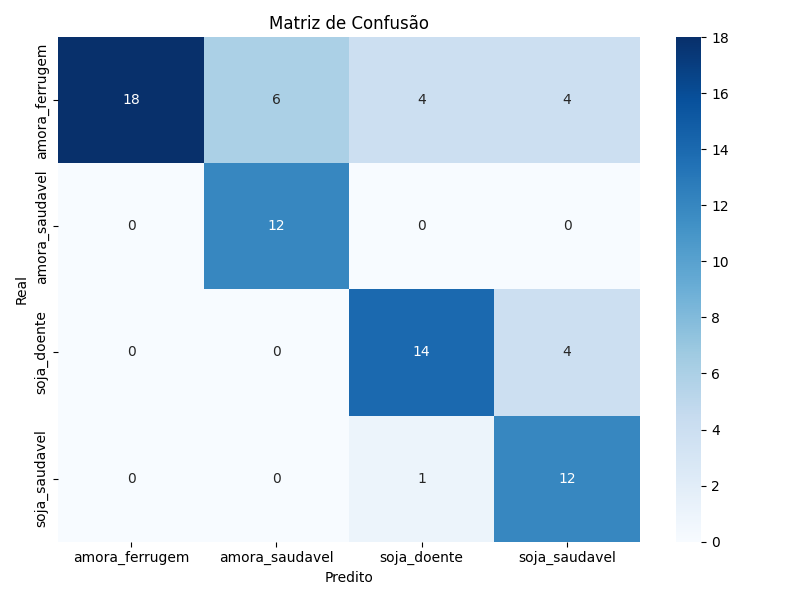 Matriz de Confusão
Real
amora_ferrugem
18 6 4 4
amora_saudavel
0 12 0 0
soja_doente
0 0 14 4
soja_saudavel
0 0 1 12
amora_ferrugem amora_saudavel soja_doente soja_saudavel
Predito
18
16
14
12
10
8
6
4
2
0